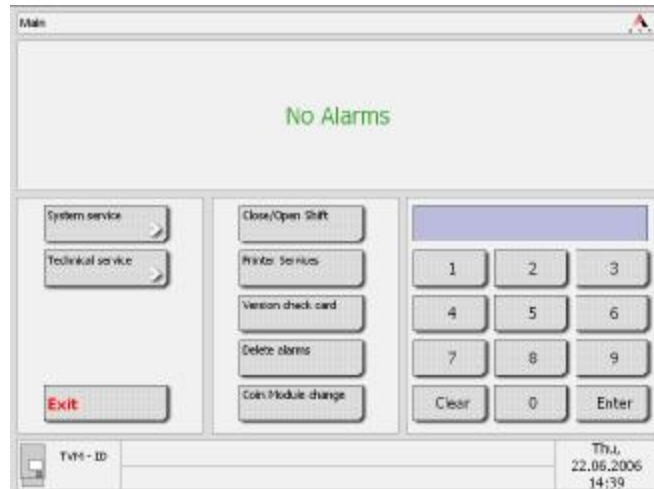 Main
No Alarms
System service
Technical service
Exit
Close/Open Shift
Printer Services
Version check card
Delete alarms
Coin Module change
1 2 3
4 5 6
7 8 9
Clear 0 Enter
TVM - ID
Thu,
22.06.2006
14:39